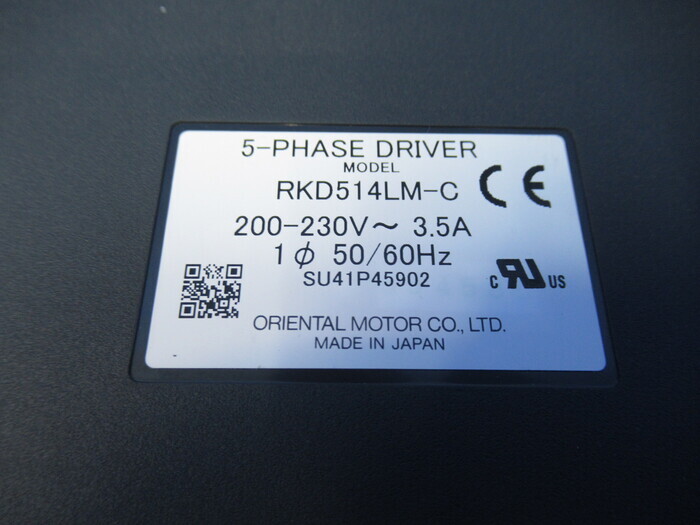 5-PHASE DRIVER
MODEL
RKD514LM-C CE
200-230V～ 3.5A
1φ 50/60Hz
SU41P45902
C RU US
ORIENTAL MOTOR CO., LTD.
MADE IN JAPAN